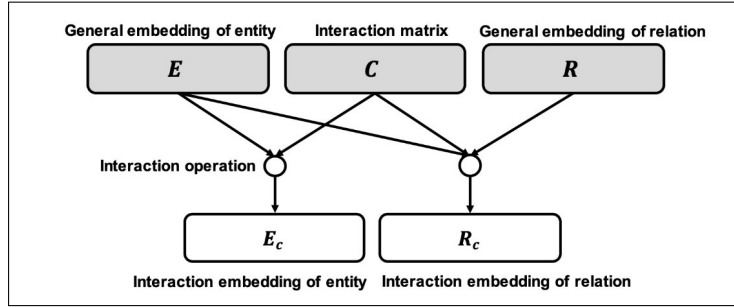 General embedding of entity Interaction matrix General embedding of relation
E C R
Interaction operation
E_c R_c
Interaction embedding of entity Interaction embedding of relation